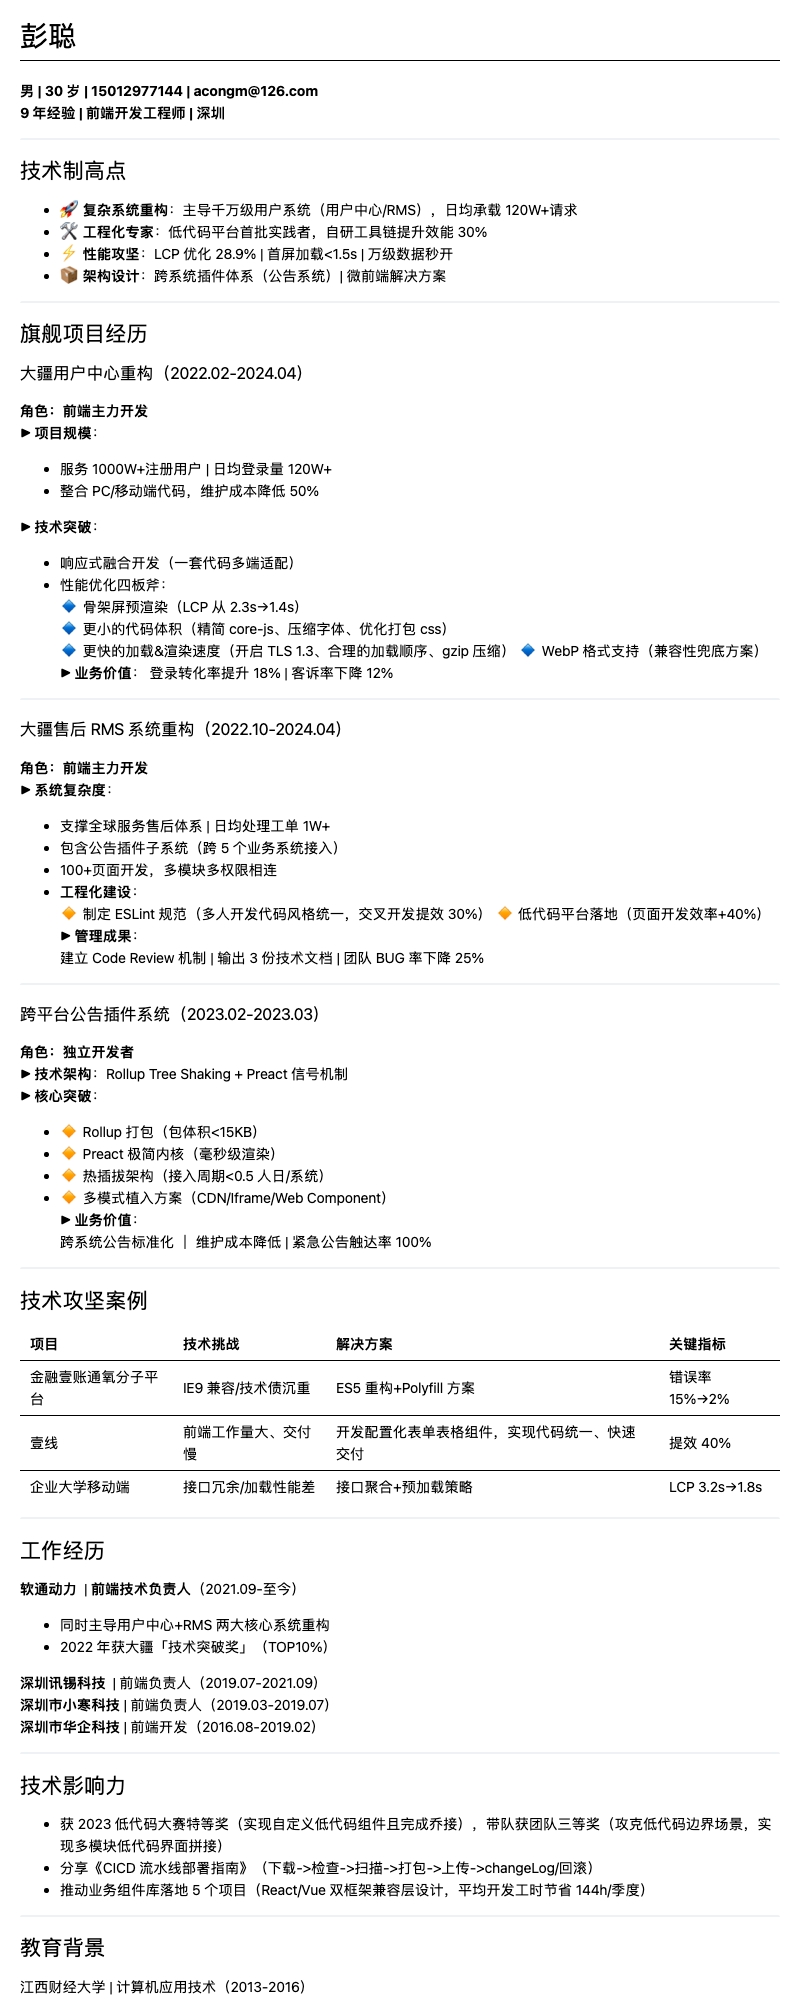 彭聪
男 | 30 岁 | 15012977144 | acongm@126.com
9 年经验 | 前端开发工程师 | 深圳
技术制高点
🚀 复杂系统重构：主导千万级用户系统（用户中心/RMS），日均承载 120W+请求
🛠️ 工程化专家：低代码平台首批实践者，自研工具链提升效能 30%
⚡ 性能攻坚：LCP 优化 28.9% | 首屏加载<1.5s | 万级数据秒开
📦 架构设计：跨系统插件体系（公告系统）| 微前端解决方案
旗舰项目经历
大疆用户中心重构（2022.02-2024.04）
角色：前端主力开发
▶ 项目规模：
服务 1000W+注册用户 | 日均登录量 120W+
整合 PC/移动端代码，维护成本降低 50%
▶ 技术突破：
响应式融合开发（一套代码多端适配）
性能优化四板斧：
🔷 骨架屏预渲染（LCP 从 2.3s→1.4s）
🔷 更小的代码体积（精简 core-js、压缩字体、优化打包 css）
🔷 更快的加载&渲染速度（开启 TLS 1.3、合理的加载顺序、gzip 压缩） 🔷 WebP 格式支持（兼容性兜底方案）
▶ 业务价值： 登录转化率提升 18% | 客诉率下降 12%
大疆售后 RMS 系统重构（2022.10-2024.04）
角色：前端主力开发
▶ 系统复杂度：
支撑全球服务售后体系 | 日均处理工单 1W+
包含公告插件子系统（跨 5 个业务系统接入）
100+页面开发，多模块多权限相连
工程化建设：
🔶 制定 ESLint 规范（多人开发代码风格统一，交叉开发提效 30%） 🔶 低代码平台落地（页面开发效率+40%）
▶ 管理成果：
建立 Code Review 机制 | 输出 3 份技术文档 | 团队 BUG 率下降 25%
跨平台公告插件系统（2023.02-2023.03）
角色：独立开发者
▶ 技术架构：Rollup Tree Shaking + Preact 信号机制
▶ 核心突破：
🔶 Rollup 打包（包体积<15KB）
🔶 Preact 极简内核（毫秒级渲染）
🔶 热插拔架构（接入周期<0.5 人日/系统）
🔶 多模式植入方案（CDN/Iframe/Web Component）
▶ 业务价值：
跨系统公告标准化 ｜ 维护成本降低 | 紧急公告触达率 100%
技术攻坚案例
项目 技术挑战 解决方案 关键指标
金融壹账通氧分子平台 IE9 兼容/技术债沉重 ES5 重构+Polyfill 方案 错误率 15%→2%
壹线 前端工作量大、交付慢 开发配置化表单表格组件，实现代码统一、快速交付 提效 40%
企业大学移动端 接口冗余/加载性能差 接口聚合+预加载策略 LCP 3.2s→1.8s
工作经历
软通动力 | 前端技术负责人（2021.09-至今）
同时主导用户中心+RMS 两大核心系统重构
2022 年获大疆「技术突破奖」（TOP10%）
深圳讯锡科技 | 前端负责人（2019.07-2021.09）
深圳市小寒科技 | 前端负责人（2019.03-2019.07）
深圳市华企科技 | 前端开发（2016.08-2019.02）
技术影响力
获 2023 低代码大赛特等奖（实现自定义低代码组件且完成乔接），带队获团队三等奖（攻克低代码边界场景，实
现多模块低代码界面拼接）
分享《CICD 流水线部署指南》（下载->检查->扫描->打包->上传->changeLog/回滚）
推动业务组件库落地 5 个项目（React/Vue 双框架兼容层设计，平均开发工时节省 144h/季度）
教育背景
江西财经大学 | 计算机应用技术（2013-2016）